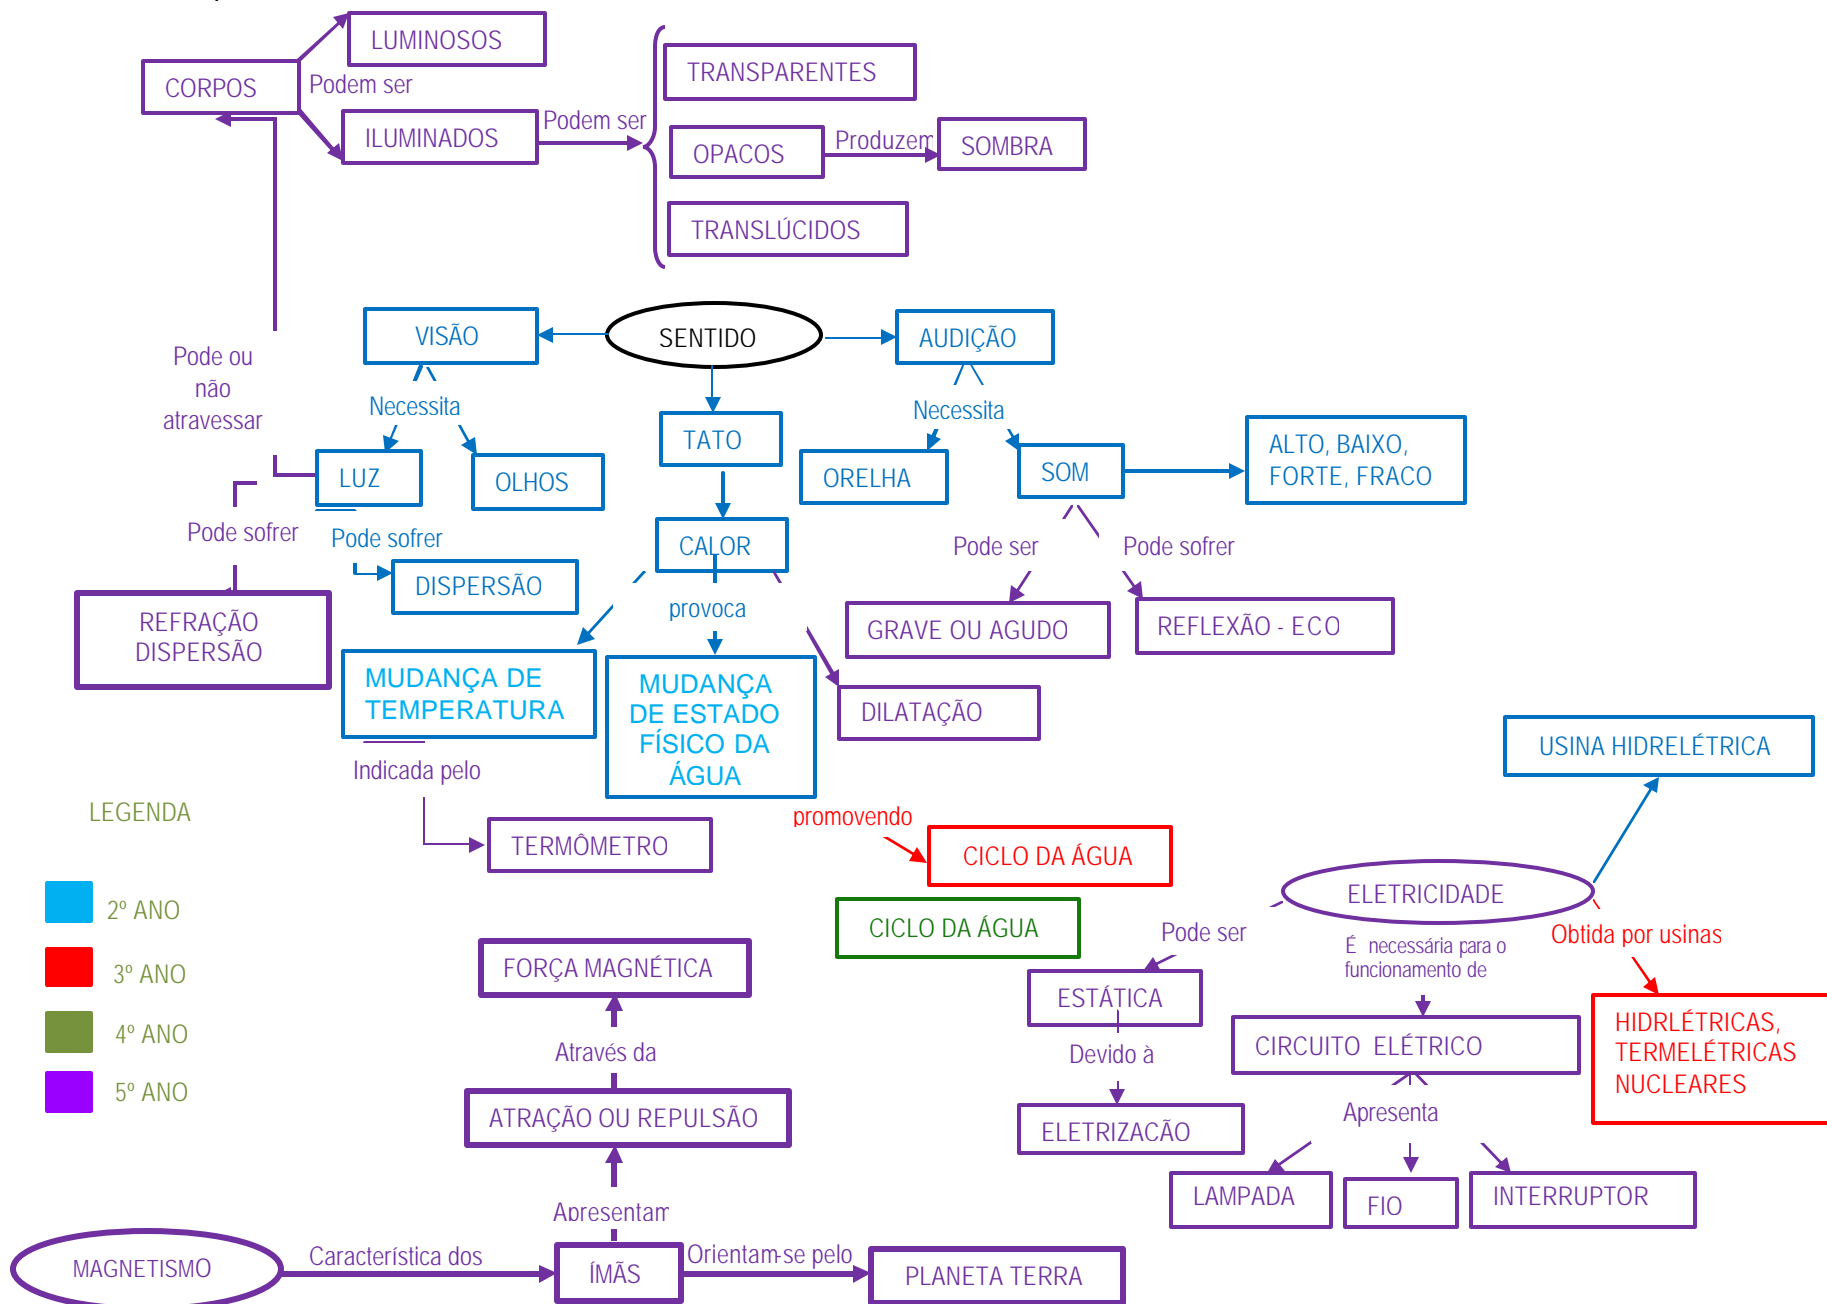 LUMINOSOS
CORPOS
Podem ser
ILUMINADOS
Podem ser
TRANSPARENTES
OPACOS
Produzem
SOMBRA
TRANSLÚCIDOS
VISÃO
SENTIDO
AUDIÇÃO
Pode ou
não
atravessar
Necessita
TATO
Necessita
ALTO, BAIXO,
FORTE, FRACO
LUZ
OLHOS
ORELHA
SOM
Pode sofrer
Pode sofrer
CALOR
Pode ser
Pode sofrer
DISPERSÃO
provoca
REFRAÇÃO
DISPERSÃO
GRAVE OU AGUDO
REFLEXÃO - ECO
MUDANÇA DE
TEMPERATURA
MUDANÇA
DE ESTADO
FÍSICO DA
ÁGUA
DILATAÇÃO
USINA HIDRELÉTRICA
Indicada pelo
LEGENDA
promovendo
TERMÔMETRO
CICLO DA ÁGUA
ELETRICIDADE
2º ANO
CICLO DA ÁGUA
Pode ser
É necessária para o
funcionamento de
Obtida por usinas
3º ANO
FORÇA MAGNÉTICA
ESTÁTICA
HIDRLÉTRICAS,
TERMELÉTRICAS
NUCLEARES
4º ANO
Através da
Devido à
CIRCUITO ELÉTRICO
5º ANO
ATRAÇÃO OU REPULSÃO
ELETRIZACÃO
Apresenta
LAMPADA
FIO
INTERRUPTOR
Apresentam
MAGNETISMO
Característica dos
ÍMÃS
Orientam-se pelo
PLANETA TERRA